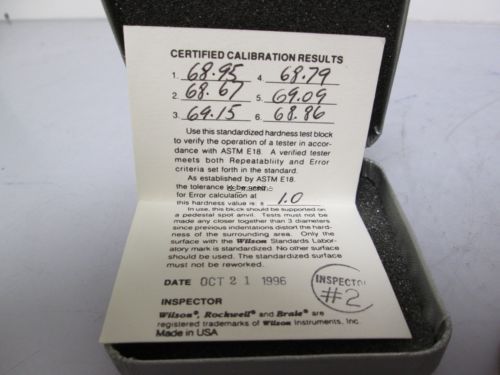 CERTIFIED CALIBRATION RESULTS
1. 68.95 4. 68.79
2. 68.67 5. 69.09
3. 69.15 6. 68.86
Use this standardized hardness test block
to verify the operation of a tester in accor-
dance with ASTM E18. A verified tester
meets both Repeatabliity and Error
criteria set forth in the standard.
As established by ASTM E18.
the tolerance to be used
for Error calculation at
this hardness value is: ± 1.0
In use, this block should be supported on
a pedestal spot anvil. Tests must not be
made any closer together than 3 diameters
since previous indentations distort the hard-
ness of the surrounding area. Only the
surface with the Wilson Standards Labor-
atory mark is standardized. No other surface
should be used. The standardized surface
must not be reworked.
DATE OCT 21 1996
INSPECTOR
#2
INSPECTOR
Wilson®, Rockwell® and Brale® are
registered trademarks of Wilson Instruments, Inc.
Made in USA